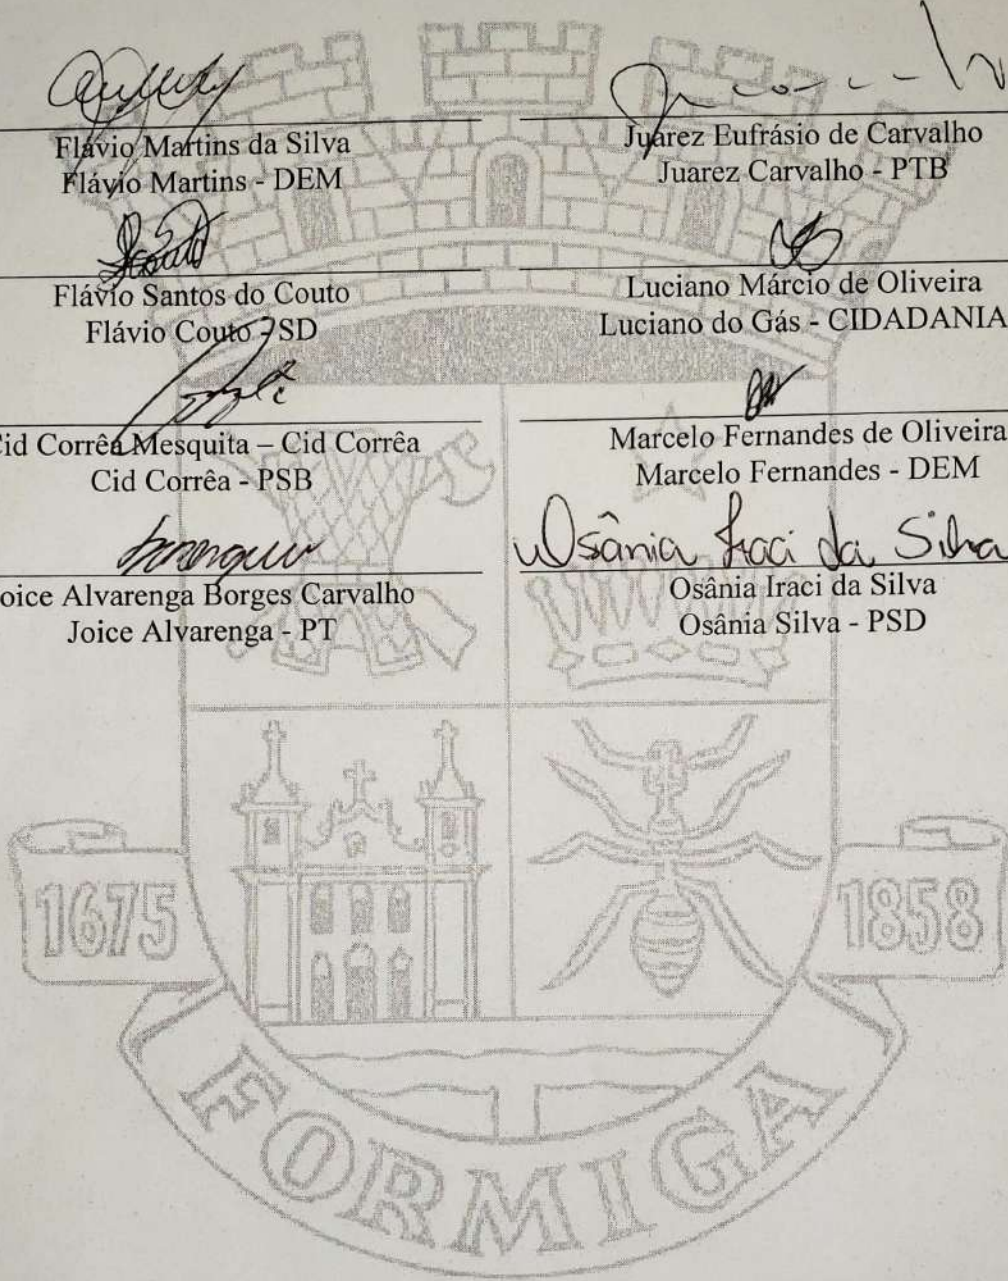 Flávio Martins da Silva
Flávio Martins - DEM
Juarez Eufrásio de Carvalho
Juarez Carvalho - PTB
Flávio Santos do Couto
Flávio Couto PSD
Luciano Márcio de Oliveira
Luciano do Gás - CIDADANIA
Cid Corrêa Mesquita – Cid Corrêa
Cid Corrêa - PSB
Marcelo Fernandes de Oliveira
Marcelo Fernandes - DEM
Osânia Iraci da Silva
oice Alvarenga Borges Carvalho
Joice Alvarenga - PT
Osânia Iraci da Silva
Osânia Silva - PSD
1675
1858
FORMIGA